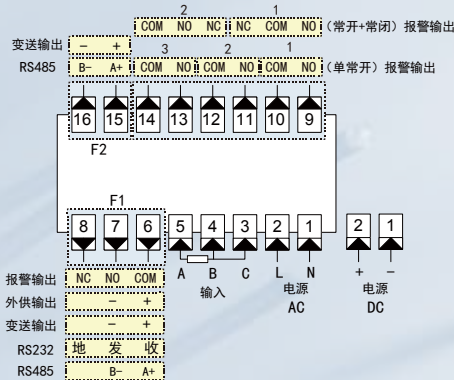 2 1
COM NO NC NC COM NO (常开+常闭) 报警输出
变送输出 - +
3 2 1
RS485 B- A+ COM NO COM NO COM NO (单常开) 报警输出
16 15 14 13 12 11 10 9
F2
F1
8 7 6 5 4 3 2 1 2 1
A B C L N + -
输入 电源 电源
AC DC
报警输出 NC NO COM
外供输出 - +
变送输出 - +
RS232 地 发 收
RS485 B- A+